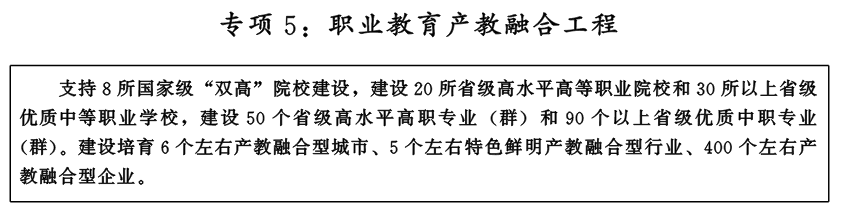 专项 5：职业教育产教融合工程
支持 8 所国家级“双高”院校建设，建设 20 所省级高水平高等职业院校和 30 所以上省级
优质中等职业学校，建设 50 个省级高水平高职专业（群）和 90 个以上省级优质中职专业
（群）。建设培育 6 个左右产教融合型城市、5 个左右特色鲜明产教融合型行业、400 个左右产
教融合型企业。